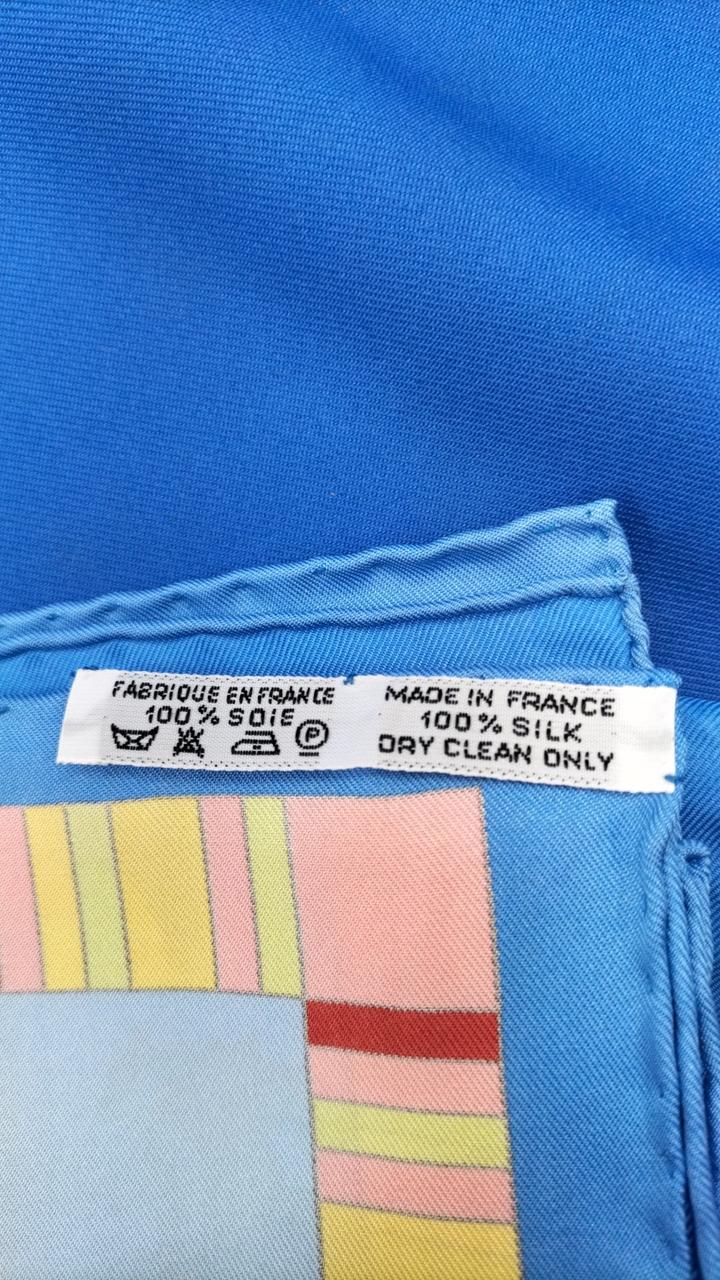 FABRIQUE EN FRANCE
100% SOIE
P
MADE IN FRANCE
100% SILK
DRY CLEAN ONLY